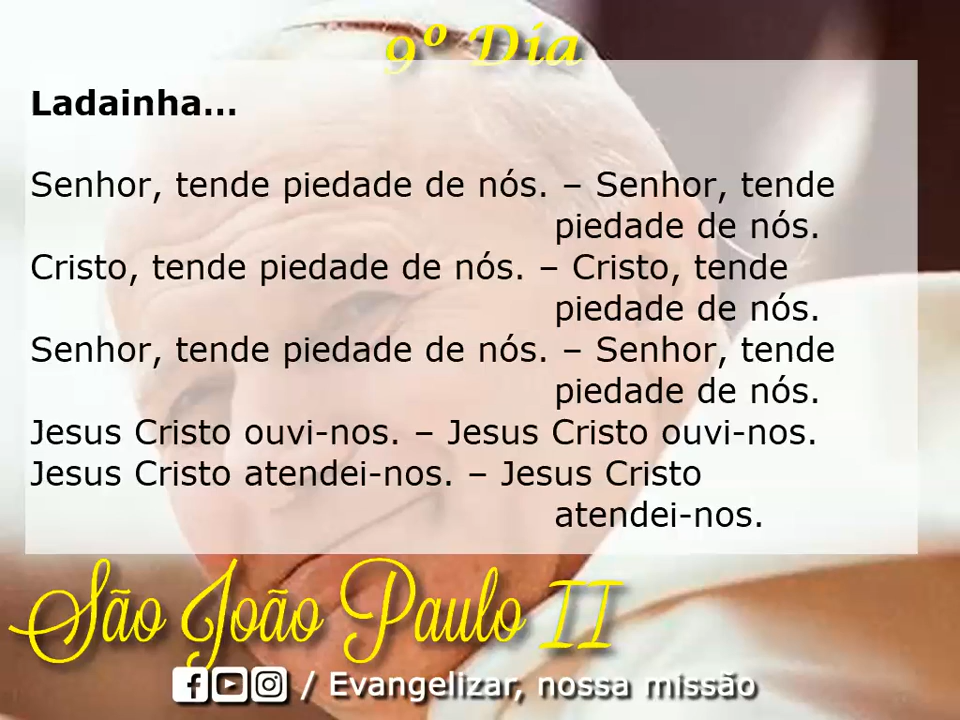 9º Dia
Ladainha...
Senhor, tende piedade de nós. – Senhor, tende
piedade de nós.
Cristo, tende piedade de nós. – Cristo, tende
piedade de nós.
Senhor, tende piedade de nós. – Senhor, tende
piedade de nós.
Jesus Cristo ouvi-nos. – Jesus Cristo ouvi-nos.
Jesus Cristo atendei-nos. – Jesus Cristo
atendei-nos.
São João Paulo II
/ Evangelizar, nossa missão